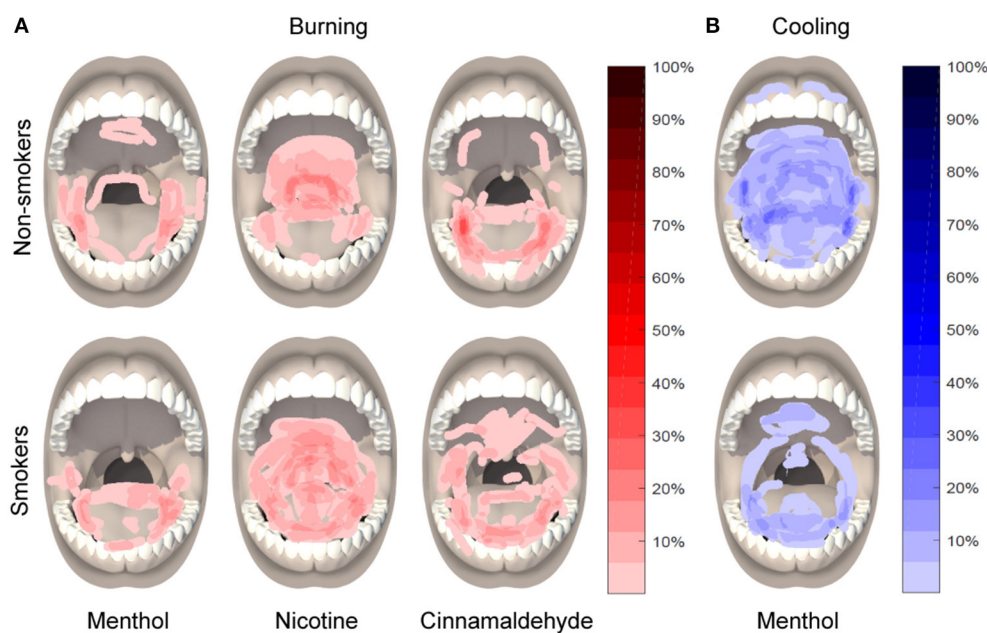 A
Burning
B
Cooling
Non-smokers
100%
90%
80%
70%
60%
50%
40%
30%
20%
10%
100%
90%
80%
70%
60%
50%
40%
30%
20%
10%
Smokers
Menthol
Nicotine
Cinnamaldehyde
Menthol